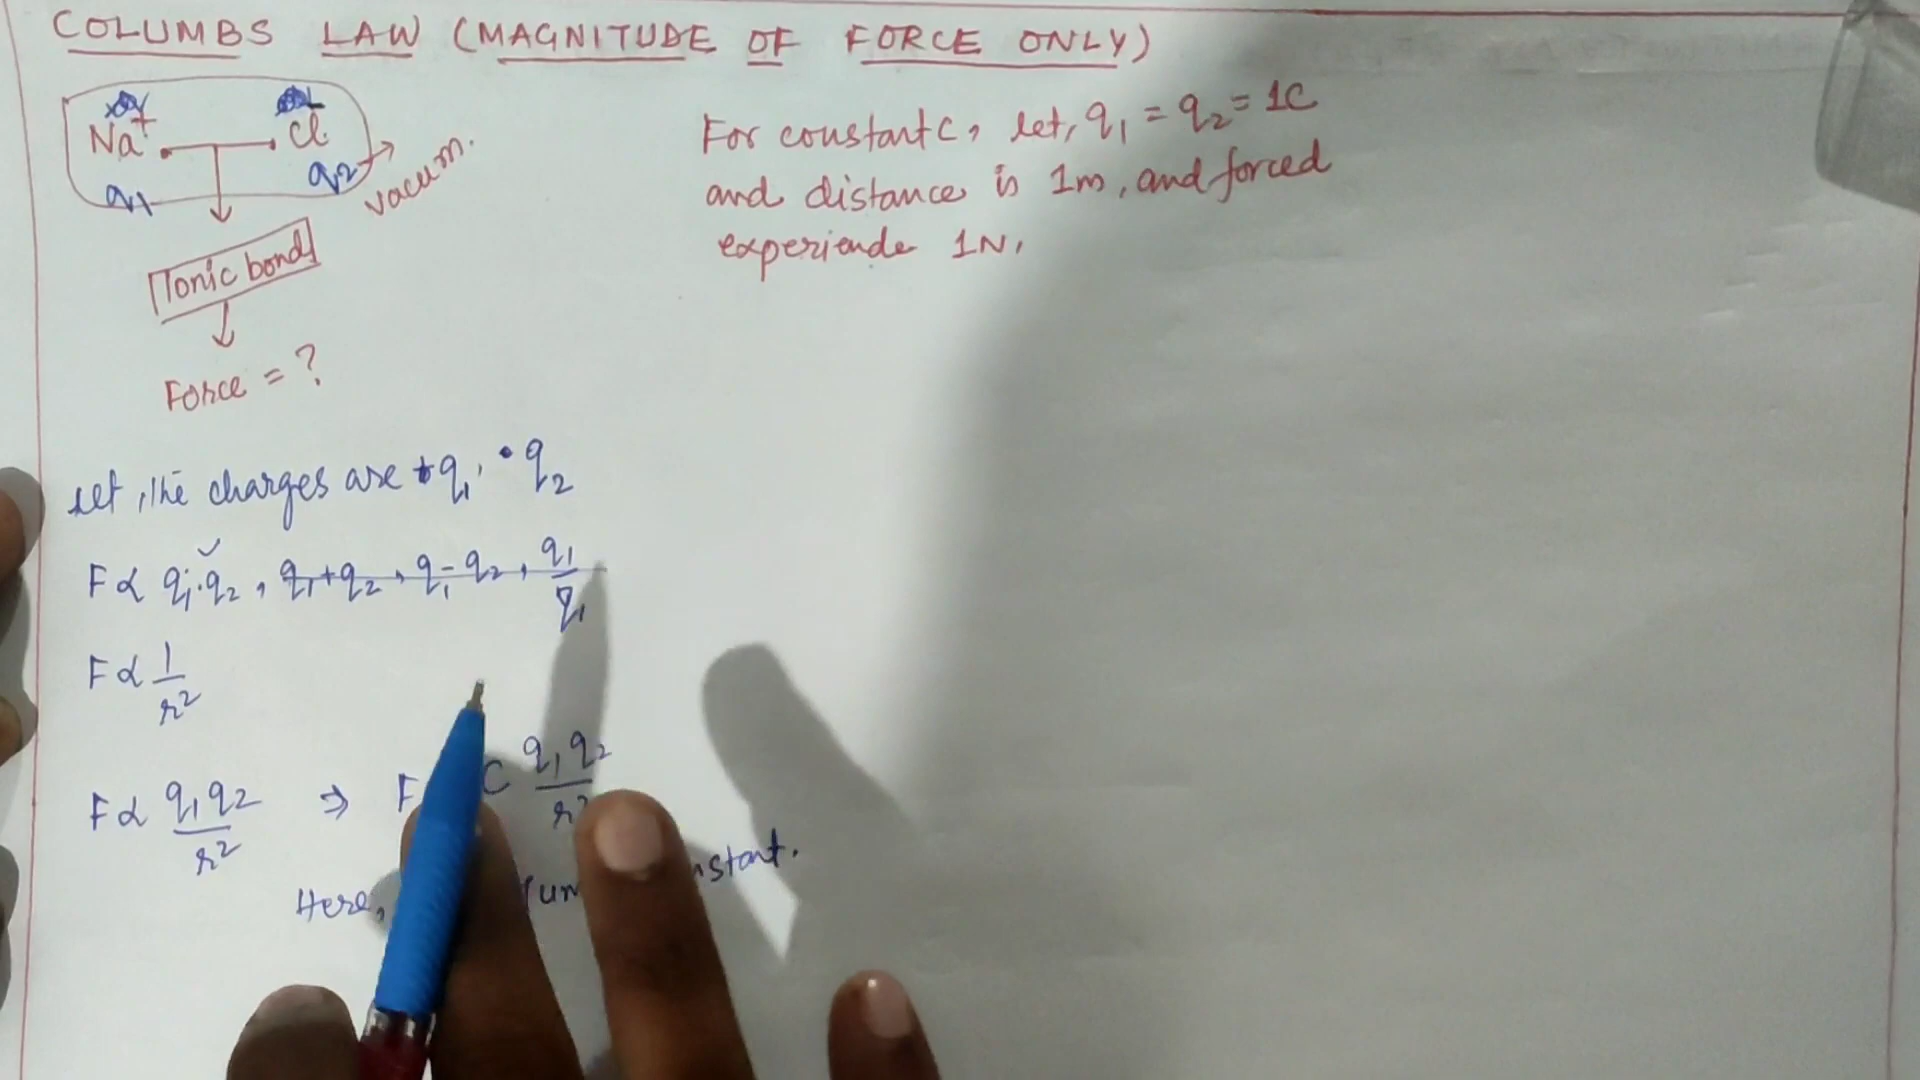 COLUMBS LAW (MAGNITUDE OF FORCE ONLY)
Na+ Cl
q1 q2
vacum.
Ionic bond
Force = ?
For constant C, let, q1 = q2 = 1C
and distance is 1m, and forced
experiende 1N,
let, the charges are q1, q2
F∝ q1.q2, q1+q2, q1-q2, q1/q1
F∝ 1/r²
F∝ q1q2/r² ⇒ F C q1q2/r²
Here,